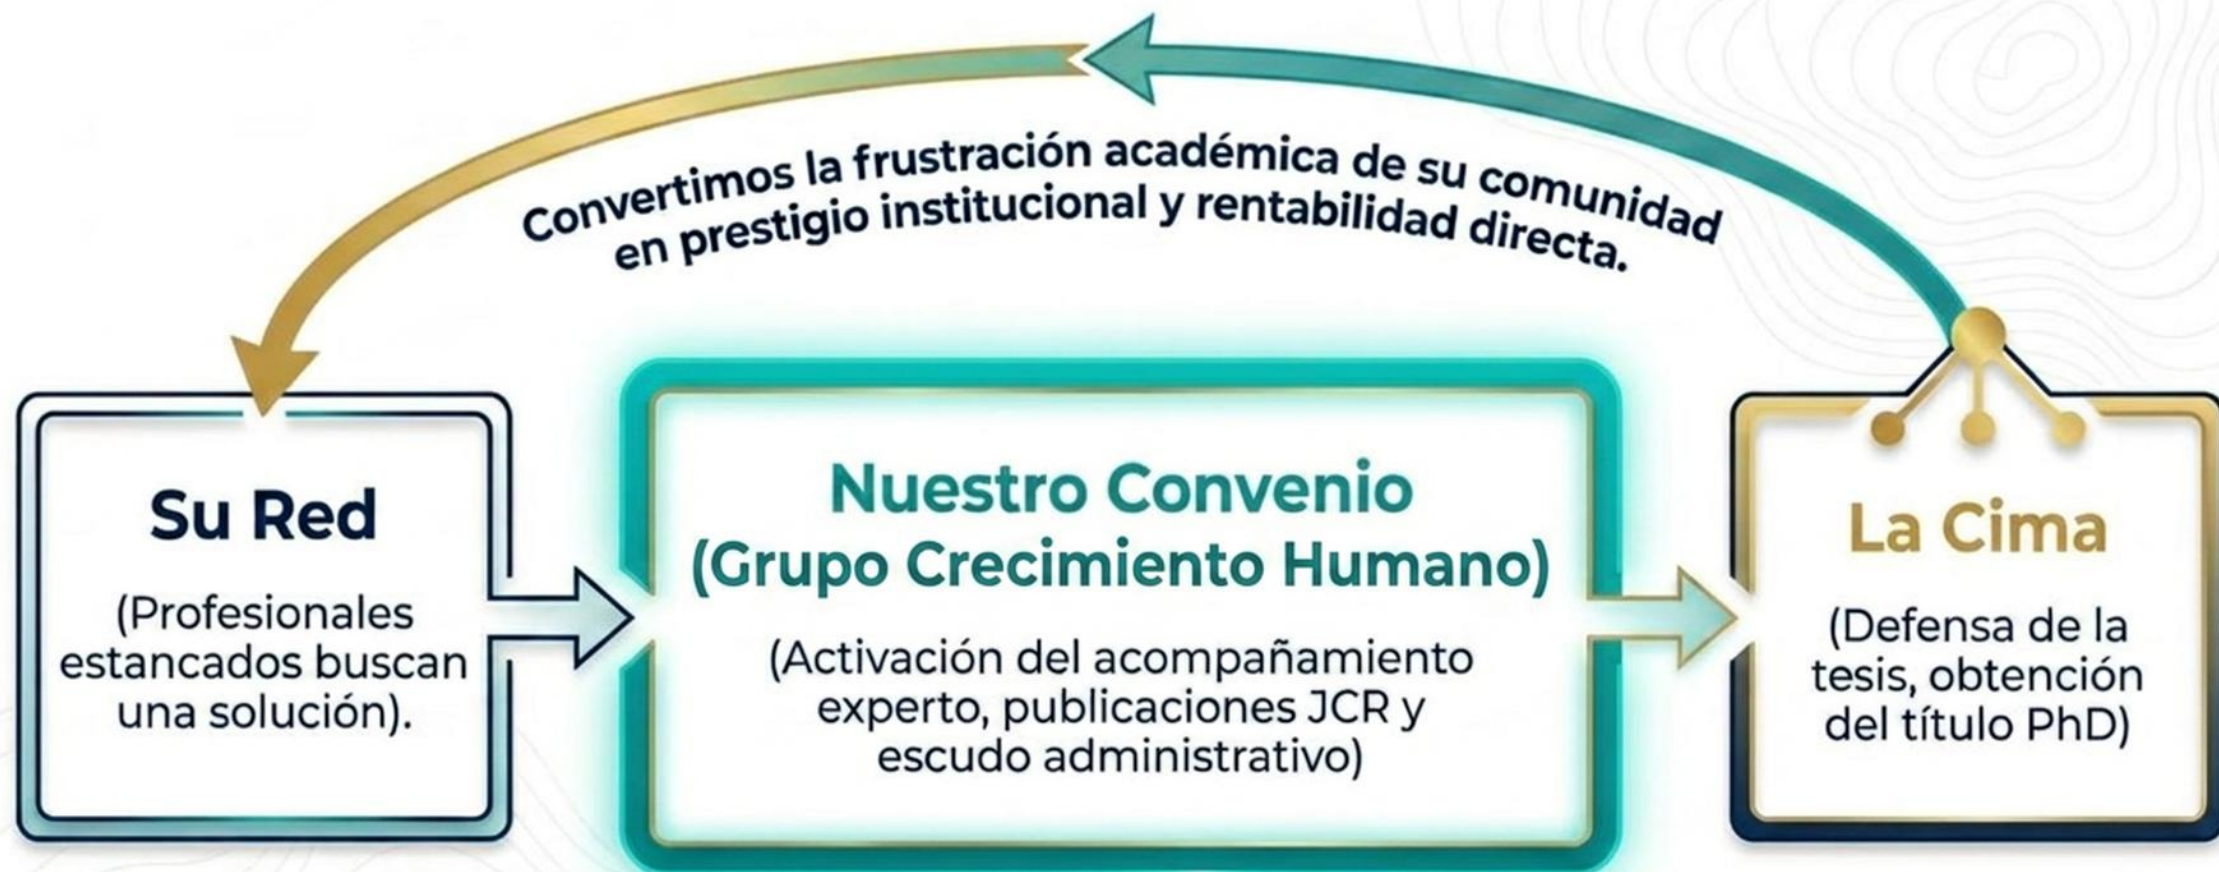 Convertimos la frustración académica de su comunidad
en prestigio institucional y rentabilidad directa.
Su Red
(Profesionales
estancados buscan
una solución).
Nuestro Convenio
(Grupo Crecimiento Humano)
(Activación del acompañamiento
experto, publicaciones JCR y
escudo administrativo)
La Cima
(Defensa de la
tesis, obtención
del título PhD)